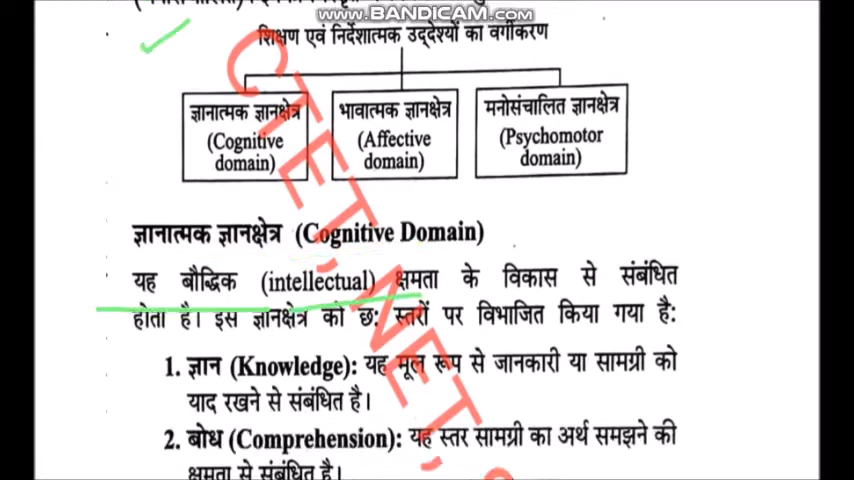 www.BANDICAM.com
शिक्षण एवं निर्देशात्मक उद्देश्यों का वर्गीकरण
ज्ञानात्मक ज्ञानक्षेत्र
(Cognitive
domain)
भावात्मक ज्ञानक्षेत्र
(Affective
domain)
मनोसंचालित ज्ञानक्षेत्र
(Psychomotor
domain)
ज्ञानात्मक ज्ञानक्षेत्र (Cognitive Domain)
यह बौद्धिक (intellectual) क्षमता के विकास से संबंधित
होता है। इस ज्ञानक्षेत्र को छ: स्तरों पर विभाजित किया गया है:
1. ज्ञान (Knowledge): यह मूल रूप से जानकारी या सामग्री को
याद रखने से संबंधित है।
2. बोध (Comprehension): यह स्तर सामग्री का अर्थ समझने की
क्षमता से संबंधित है।
CTET, NET,